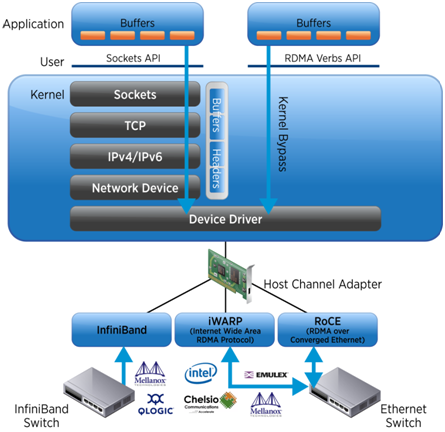 Application
Buffers
Buffers
User
Sockets API
RDMA Verbs API
Kernel
Sockets
TCP
IPv4/IPv6
Network Device
Buffers
Headers
Kernel Bypass
Device Driver
Host Channel Adapter
InfiniBand
iWARP
(Internet Wide Area
RDMA Protocol)
RoCE
(RDMA over
Converged Ethernet)
Mellanox
QLOGIC
intel
Chelsio
Communications
EMULEX
Mellanox
InfiniBand
Switch
Ethernet
Switch